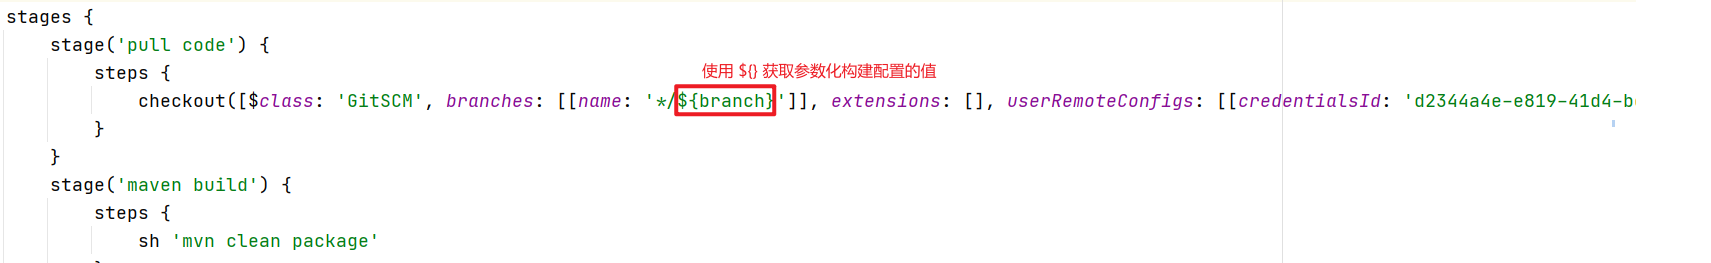 stages {
stage('pull code') {
steps {
使用 ${} 获取参数化构建配置的值
checkout([$class: 'GitSCM', branches: [[name: '*/${branch}']], extensions: [], userRemoteConfigs: [[credentialsId: 'd2344a4e-e819-41d4-b
}
}
stage('maven build') {
steps {
sh 'mvn clean package'